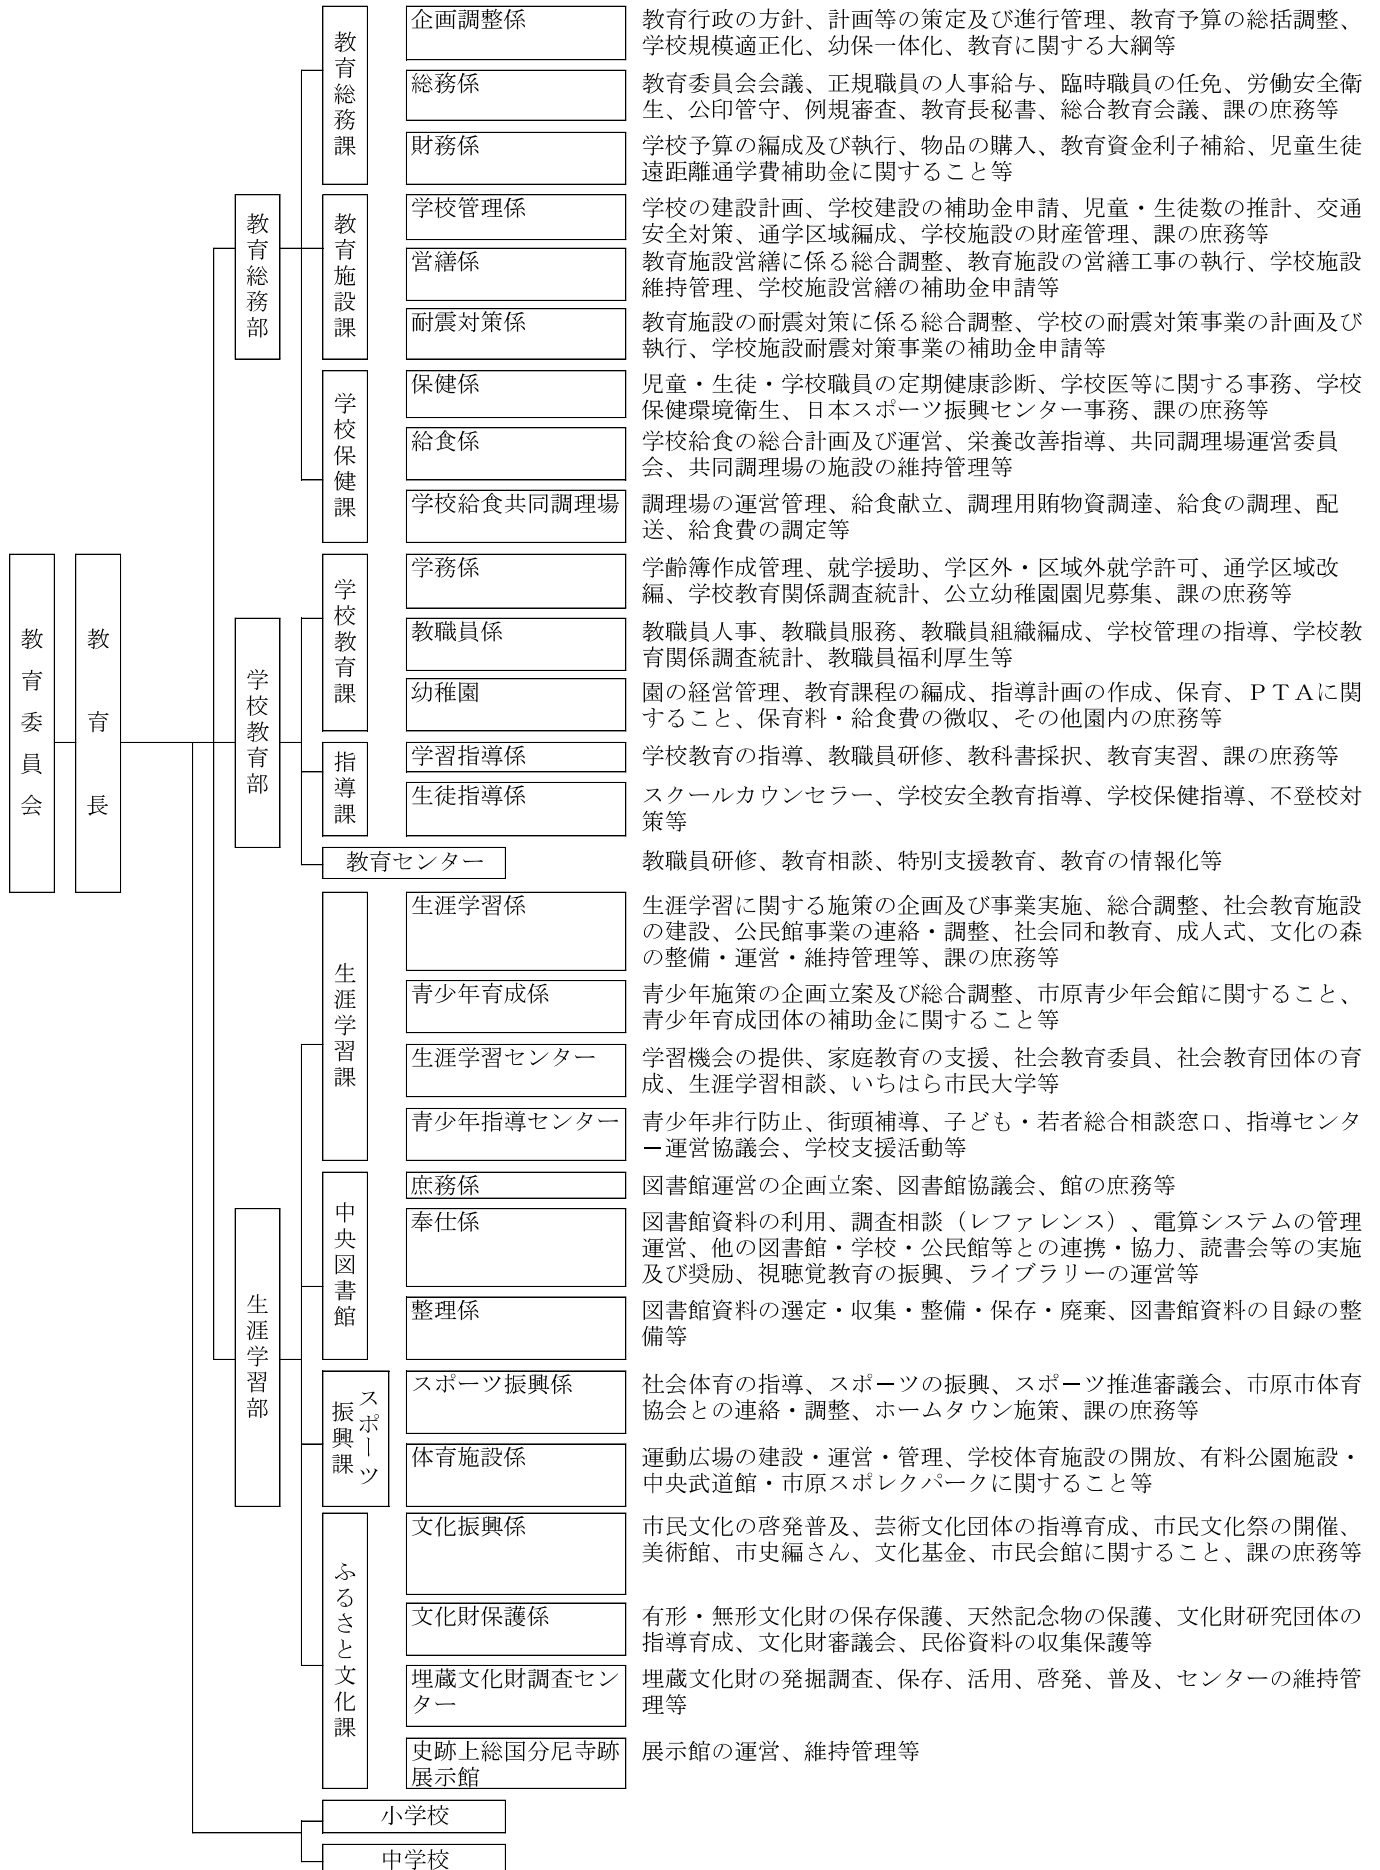 教育委員会
教育長
教育総務部
教育総務課
企画調整係
教育行政の方針、計画等の策定及び進行管理、教育予算の総括調整、
学校規模適正化、幼保一体化、教育に関する大綱等
総務係
教育委員会会議、正規職員の人事給与、臨時職員の任免、労働安全衛
生、公印管守、例規審査、教育長秘書、総合教育会議、課の庶務等
財務係
学校予算の編成及び執行、物品の購入、教育資金利子補給、児童生徒
遠距離通学費補助金に関すること等
教育施設課
学校管理係
学校の建設計画、学校建設の補助金申請、児童・生徒数の推計、交通
安全対策、通学区域編成、学校施設の財産管理、課の庶務等
営繕係
教育施設営繕に係る総合調整、教育施設の営繕工事の執行、学校施設
維持管理、学校施設営繕の補助金申請等
耐震対策係
教育施設の耐震対策に係る総合調整、学校の耐震対策事業の計画及び
執行、学校施設耐震対策事業の補助金申請等
学校保健課
保健係
児童・生徒・学校職員の定期健康診断、学校医等に関する事務、学校
保健環境衛生、日本スポーツ振興センター事務、課の庶務等
給食係
学校給食の総合計画及び運営、栄養改善指導、共同調理場運営委員
会、共同調理場の施設の維持管理等
学校給食共同調理場
調理場の運営管理、給食献立、調理用賄物資調達、給食の調理、配
送、給食費の調定等
学校教育部
学校教育課
学務係
学齢簿作成管理、就学援助、学区外・区域外就学許可、通学区域改
編、学校教育関係調査統計、公立幼稚園園児募集、課の庶務等
教職員係
教職員人事、教職員服務、教職員組織編成、学校管理の指導、学校教
育関係調査統計、教職員福利厚生等
幼稚園
園の経営管理、教育課程の編成、指導計画の作成、保育、ＰＴＡに関
すること、保育料・給食費の徴収、その他園内の庶務等
指導課
学習指導係
学校教育の指導、教職員研修、教科書採択、教育実習、課の庶務等
生徒指導係
スクールカウンセラー、学校安全教育指導、学校保健指導、不登校対
策等
教育センター
教職員研修、教育相談、特別支援教育、教育の情報化等
生涯学習部
生涯学習課
生涯学習係
生涯学習に関する施策の企画及び事業実施、総合調整、社会教育施設
の建設、公民館事業の連絡・調整、社会同和教育、成人式、文化の森
の整備・運営・維持管理等、課の庶務等
青少年育成係
青少年施策の企画立案及び総合調整、市原青少年会館に関すること、
青少年育成団体の補助金に関すること等
生涯学習センター
学習機会の提供、家庭教育の支援、社会教育委員、社会教育団体の育
成、生涯学習相談、いちはら市民大学等
青少年指導センター
青少年非行防止、街頭補導、子ども・若者総合相談窓口、指導センタ
ー運営協議会、学校支援活動等
中央図書館
庶務係
図書館運営の企画立案、図書館協議会、館の庶務等
奉仕係
図書館資料の利用、調査相談（レファレンス）、電算システムの管理
運営、他の図書館・学校・公民館等との連携・協力、読書会等の実施
及び奨励、視聴覚教育の振興、ライブラリーの運営等
整理係
図書館資料の選定・収集・整備・保存・廃棄、図書館資料の目録の整
備等
スポーツ
振興課
スポーツ振興係
社会体育の指導、スポーツの振興、スポーツ推進審議会、市原市体育
協会との連絡・調整、ホームタウン施策、課の庶務等
体育施設係
運動広場の建設・運営・管理、学校体育施設の開放、有料公園施設・
中央武道館・市原スポレクパークに関すること等
ふるさと文化課
文化振興係
市民文化の啓発普及、芸術文化団体の指導育成、市民文化祭の開催、
美術館、市史編さん、文化基金、市民会館に関すること、課の庶務等
文化財保護係
有形・無形文化財の保存保護、天然記念物の保護、文化財研究団体の
指導育成、文化財審議会、民俗資料の収集保護等
埋蔵文化財調査セン
ター
埋蔵文化財の発掘調査、保存、活用、啓発、普及、センターの維持管
理等
史跡上総国分尼寺跡
展示館
展示館の運営、維持管理等
小学校
中学校